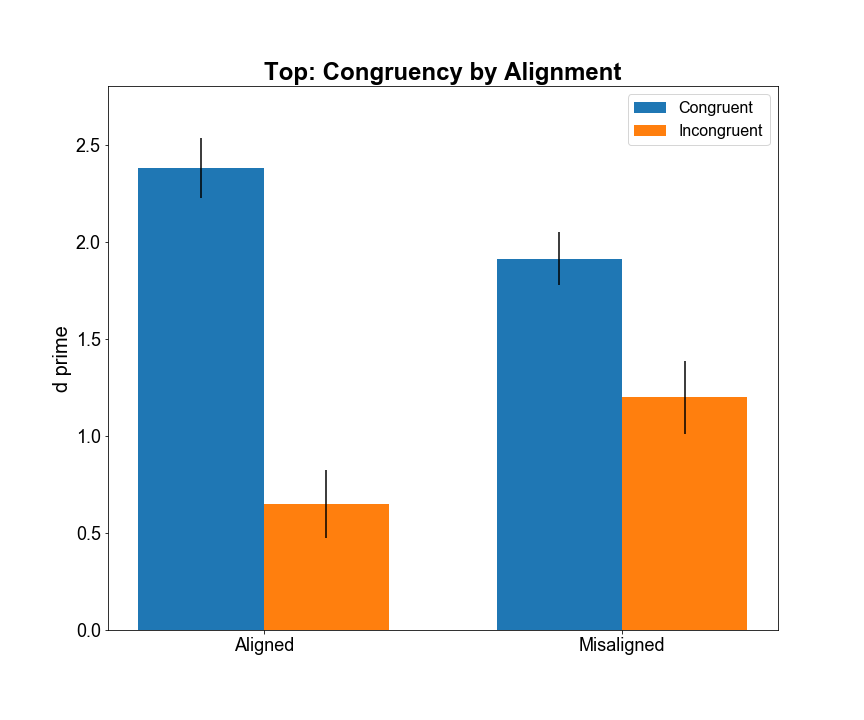 Top: Congruency by Alignment
Congruent
Incongruent
2.5
2.0
1.5
1.0
0.5
0.0
d prime
Aligned
Misaligned